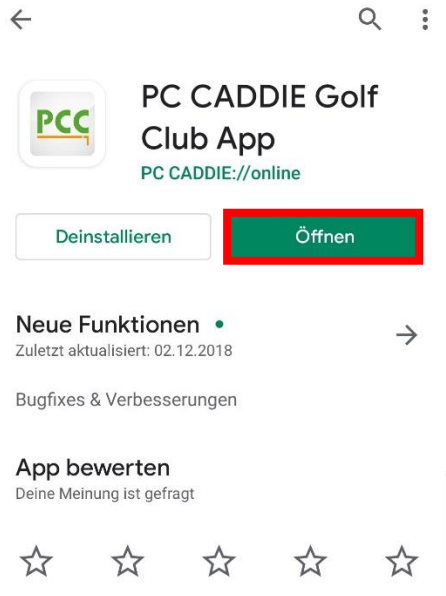 PCC
PC CADDIE Golf
Club App
PC CADDIE://online
Deinstallieren
Öffnen
Neue Funktionen
Zuletzt aktualisiert: 02.12.2018
Bugfixes & Verbesserungen
App bewerten
Deine Meinung ist gefragt